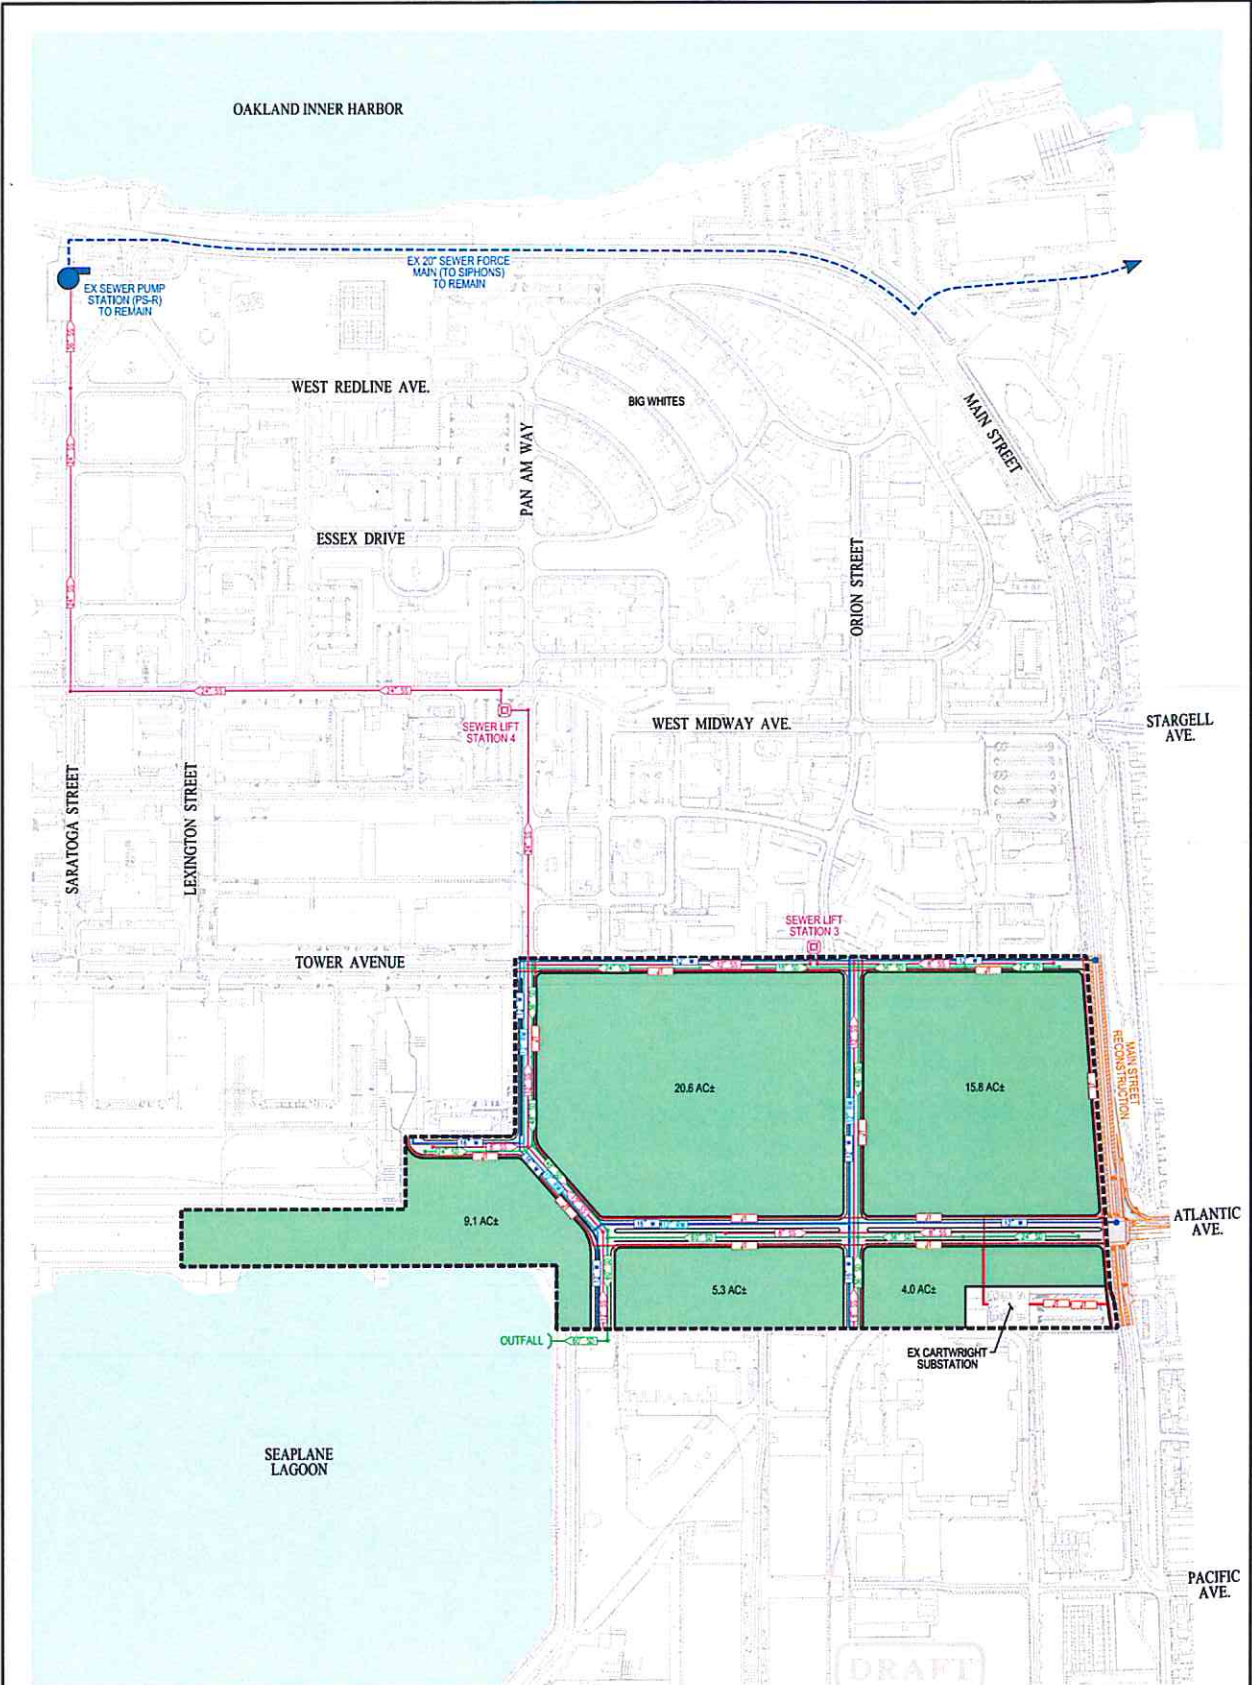 OAKLAND INNER HARBOR
EX 20" SEWER FORCE
MAIN (TO SIPHONS)
TO REMAIN
EX SEWER PUMP
STATION (PS-R)
TO REMAIN
WEST REDLINE AVE.
BIG WHITES
MAIN STREET
PAN AM WAY
ESSEX DRIVE
ORION STREET
24" SS
24" SS
SEWER LIFT
STATION 4
WEST MIDWAY AVE.
STARGELL
AVE.
SARATOGA STREET
LEXINGTON STREET
SEWER LIFT
STATION 3
TOWER AVENUE
MAIN STREET
RECONSTRUCTION
20.6 AC±
15.8 AC±
9.1 AC±
ATLANTIC
AVE.
5.3 AC±
4.0 AC±
OUTFALL
EX CARTWRIGHT
SUBSTATION
SEAPLANE
LAGOON
PACIFIC
AVE.
DRAFT